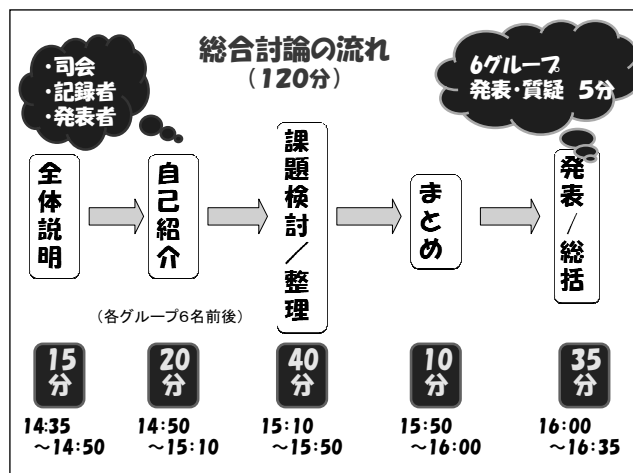 総合討論の流れ
(120分)
・司会
・記録者
・発表者
6グループ
発表・質疑 5分
全体説明
自己紹介
課題検討/整理
まとめ
発表/総括
(各グループ6名前後)
15分
20分
40分
10分
35分
14:35
～14:50
14:50
～15:10
15:10
～15:50
15:50
～16:00
16:00
～16:35